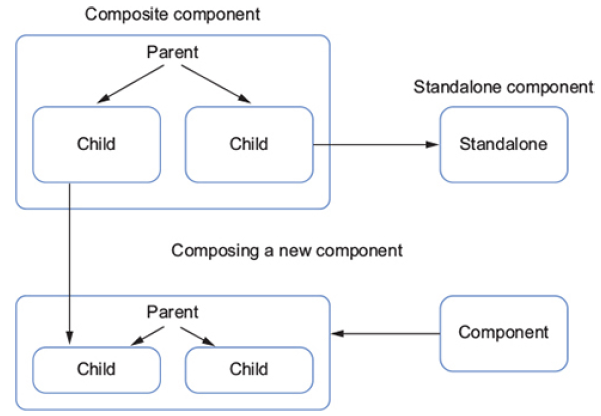 Composite component
Parent
Standalone component
Child
Child
Standalone
Composing a new component
Parent
Component
Child
Child